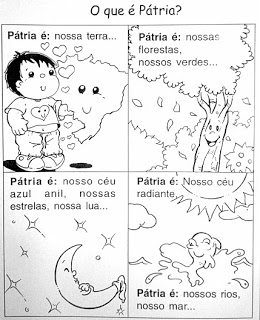 O que é Pátria?
Pátria é: nossa terra...
Pátria é: nossas
florestas,
nossos verdes...
Pátria é: nosso céu
azul anil, nossas
estrelas, nossa lua...
Pátria é: Nosso céu
radiante,
Pátria é: nossos rios,
nosso mar...